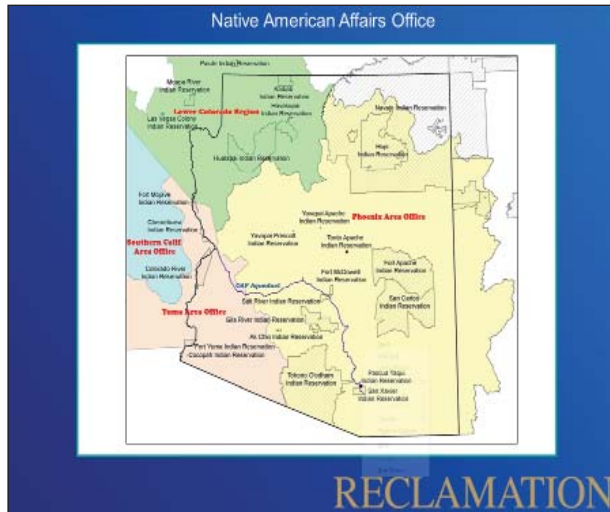 Native American Affairs Office
Paiute Indian Reservation
Moapa River
Indian Reservation
Kaibab
Indian Reservation
Havasupai
Indian Reservation
Lower Colorado Region
Las Vegas Colony
Indian Reservation
Navajo Indian Reservation
Hopi
Indian Reservation
Hualapai Indian Reservation
Fort Mojave
Indian Reservation
Chemehuevi
Indian Reservation
Yavapai Apache
Indian Reservation
Phoenix Area Office
Yavapai Prescott
Indian Reservation
Tonto Apache
Indian Reservation
Southern Calif
Area Office
Colorado River
Indian Reservation
Fort McDowell
Indian Reservation
Fort Apache
Indian Reservation
CAP Aqueduct
Salt River Indian Reservation
San Carlos
Indian Reservation
Yuma Area Office
Gila River Indian Reservation
Ak Chin Indian Reservation
Fort Yuma Indian Reservation
Cocopah Indian Reservation
Tohono O'odham
Indian Reservation
Pascua Yaqui
Indian Reservation
San Xavier
Indian Reservation
RECLAMATION